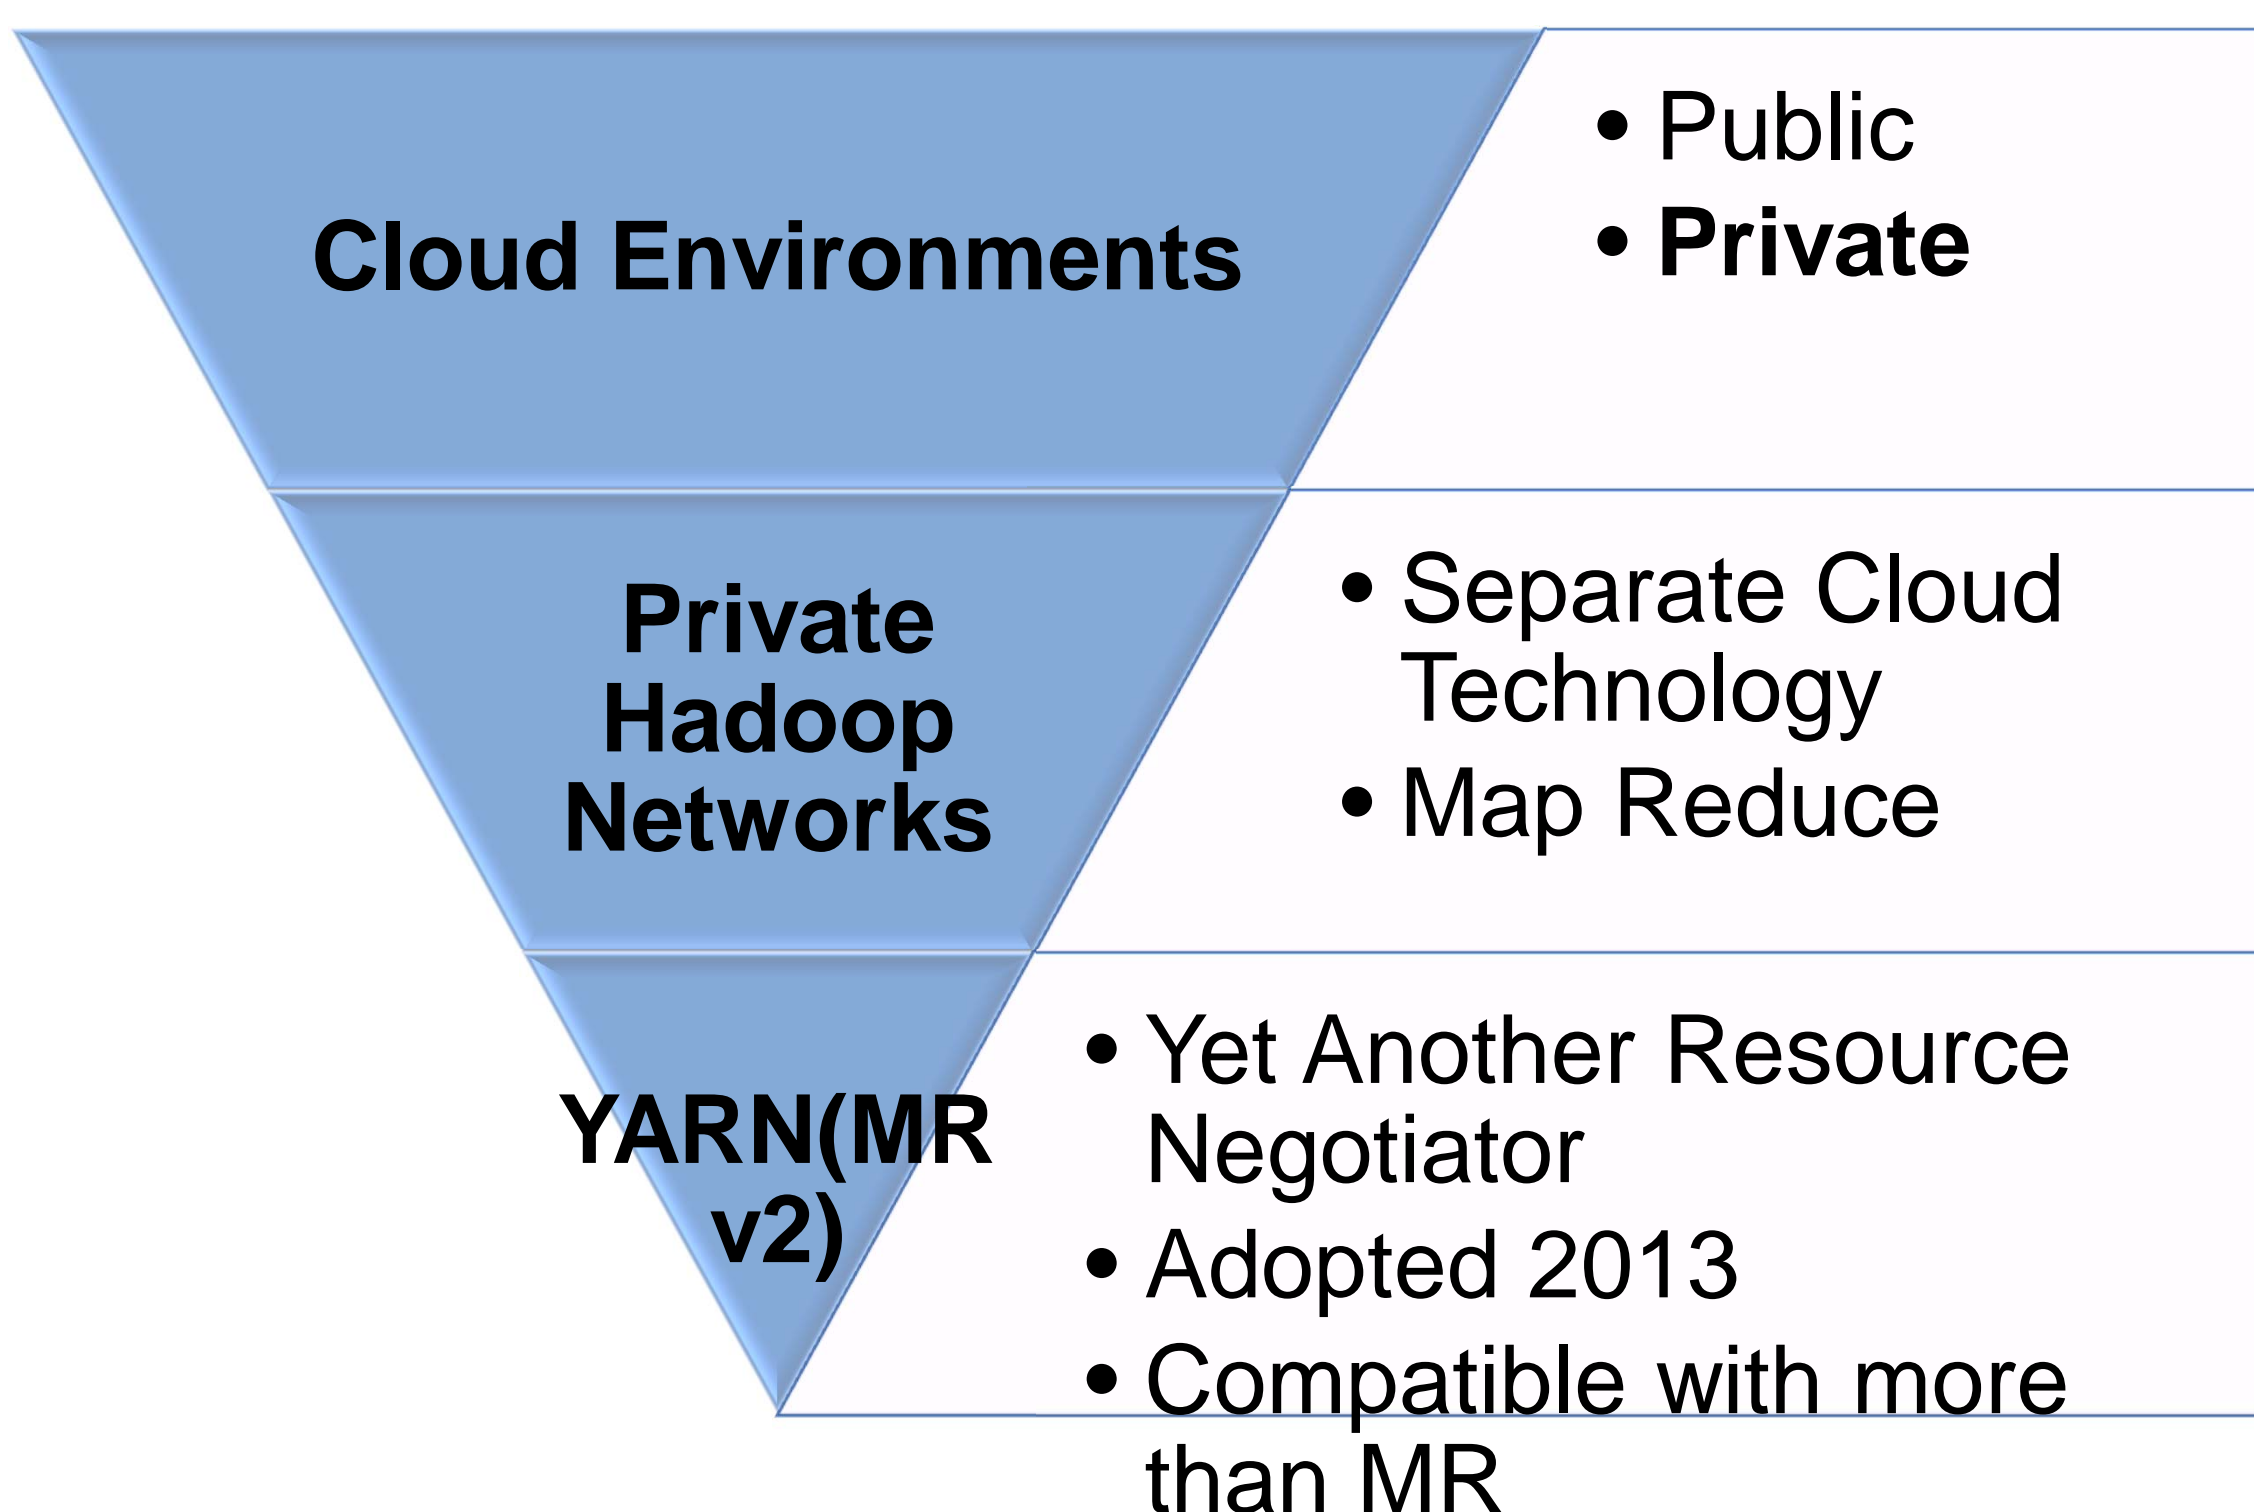 Cloud Environments
• Public
• Private
Private
Hadoop
Networks
• Separate Cloud
Technology
• Map Reduce
YARN(MR
v2)
• Yet Another Resource
Negotiator
• Adopted 2013
• Compatible with more
than MR